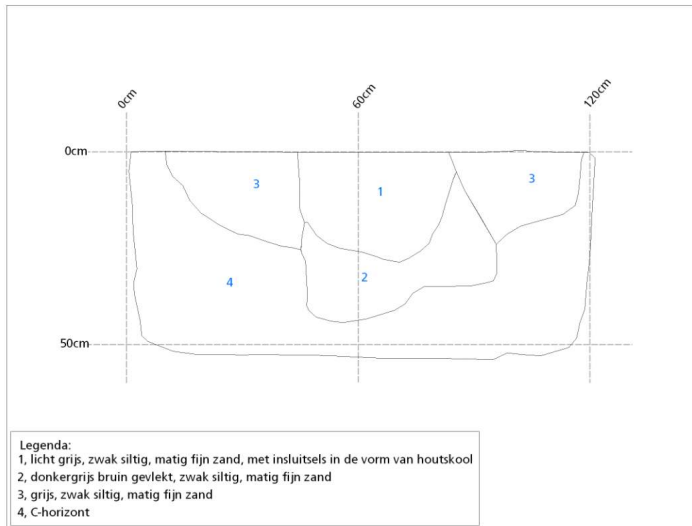 0cm
60cm
120cm
0cm
3
1
3
4
2
50cm
Legenda:
1, licht grijs, zwak siltig, matig fijn zand, met insluitsels in de vorm van houtskool
2, donkergrijs bruin gevlekt, zwak siltig, matig fijn zand
3, grijs, zwak siltig, matig fijn zand
4, C-horizont